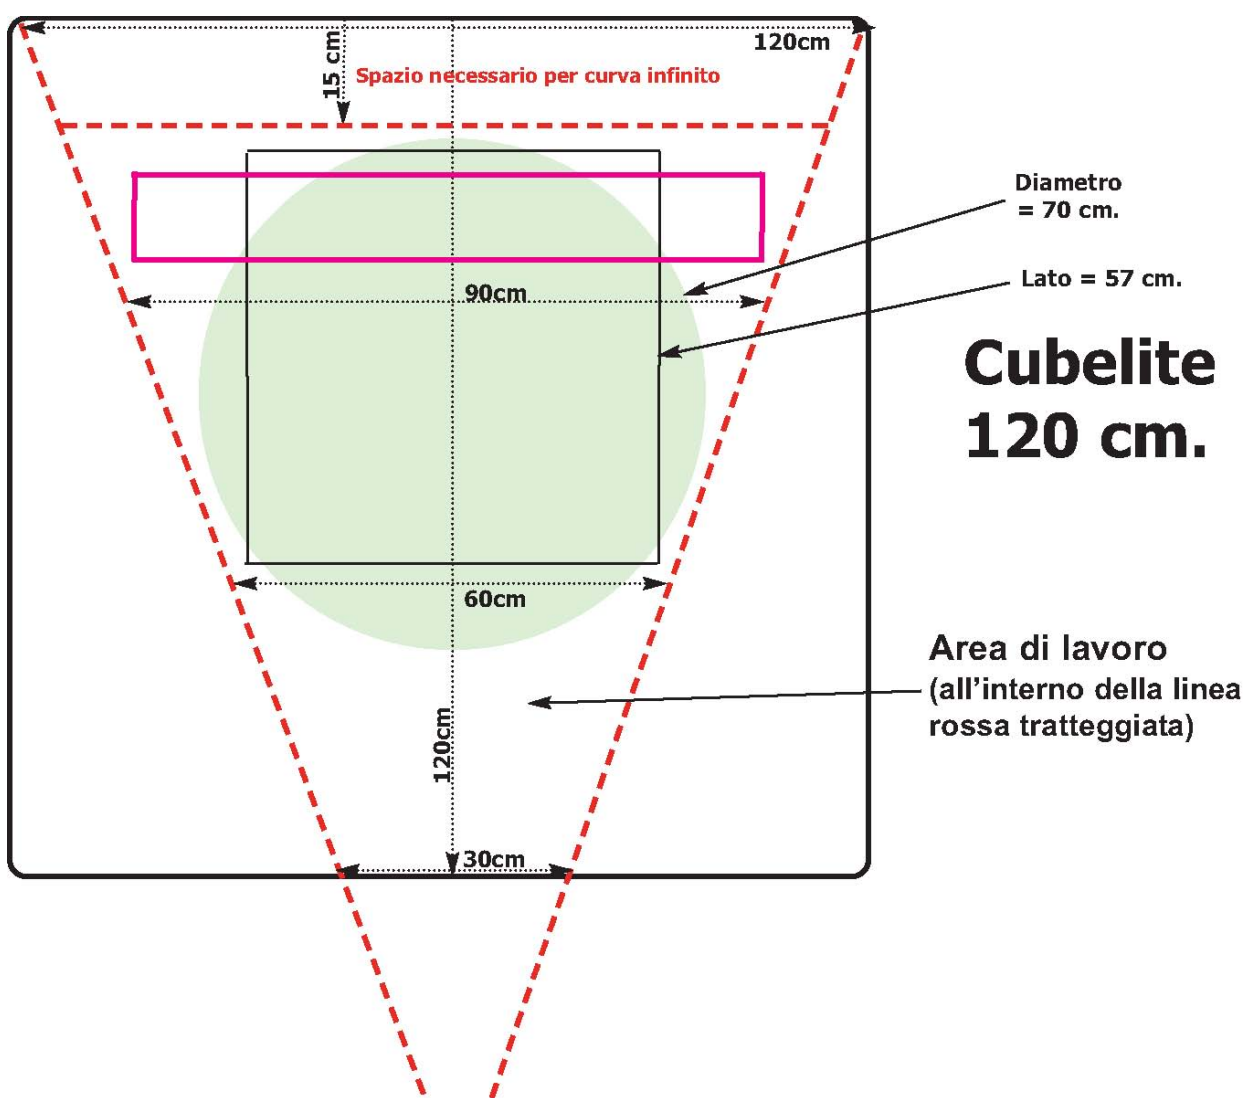 120cm
15 cm
Spazio necessario per curva infinito
Diametro
= 70 cm.
Lato = 57 cm.
90cm
Cubelite
120 cm.
60cm
Area di lavoro
(all’interno della linea
rossa tratteggiata)
120cm
30cm